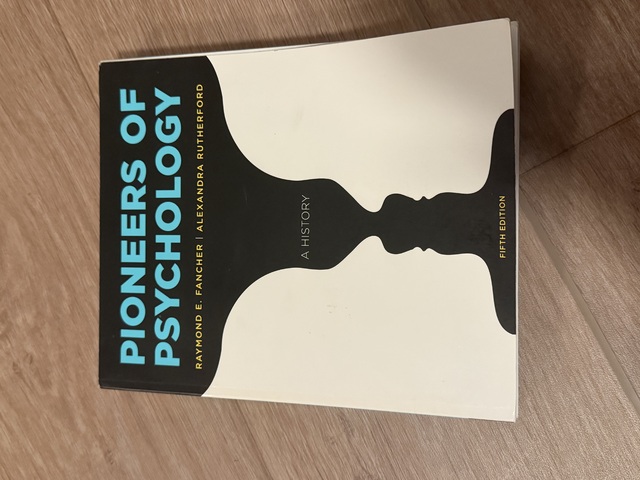 PIONEERS OF
PSYCHOLOGY
RAYMOND E. FANCHER | ALEXANDRA RUTHERFORD
A HISTORY
FIFTH EDITION